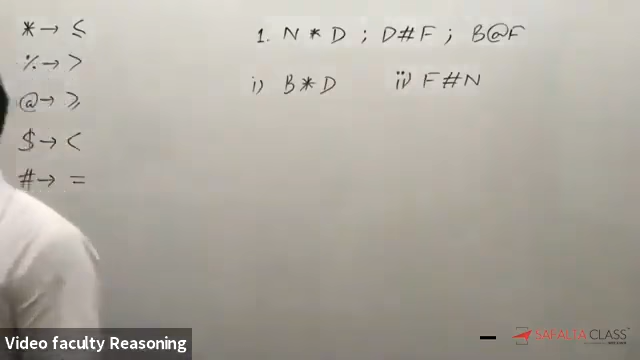 * → ≤
% → >
@ → ≥
$ → <
# → =
1. N * D ; D # F ; B @ F
i) B * D ii) F # N
SAFALTA CLASS
Video faculty Reasoning